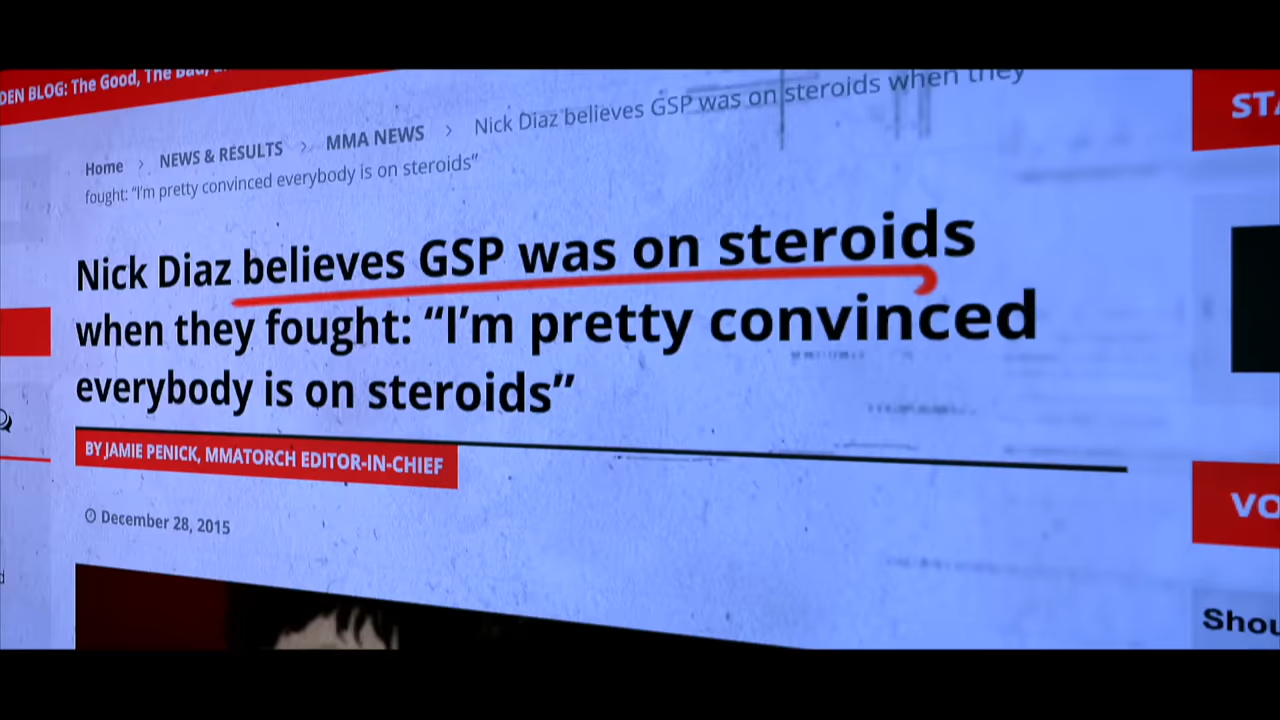 DEN BLOG: The Good, The Bad,
Home > NEWS & RESULTS > MMA NEWS > Nick Diaz believes GSP was on steroids when they
fought: “I’m pretty convinced everybody is on steroids”
Nick Diaz believes GSP was on steroids
when they fought: “I’m pretty convinced
everybody is on steroids”
BY JAMIE PENICK, MMATORCH EDITOR-IN-CHIEF
December 28, 2015
ST
VO
Shou